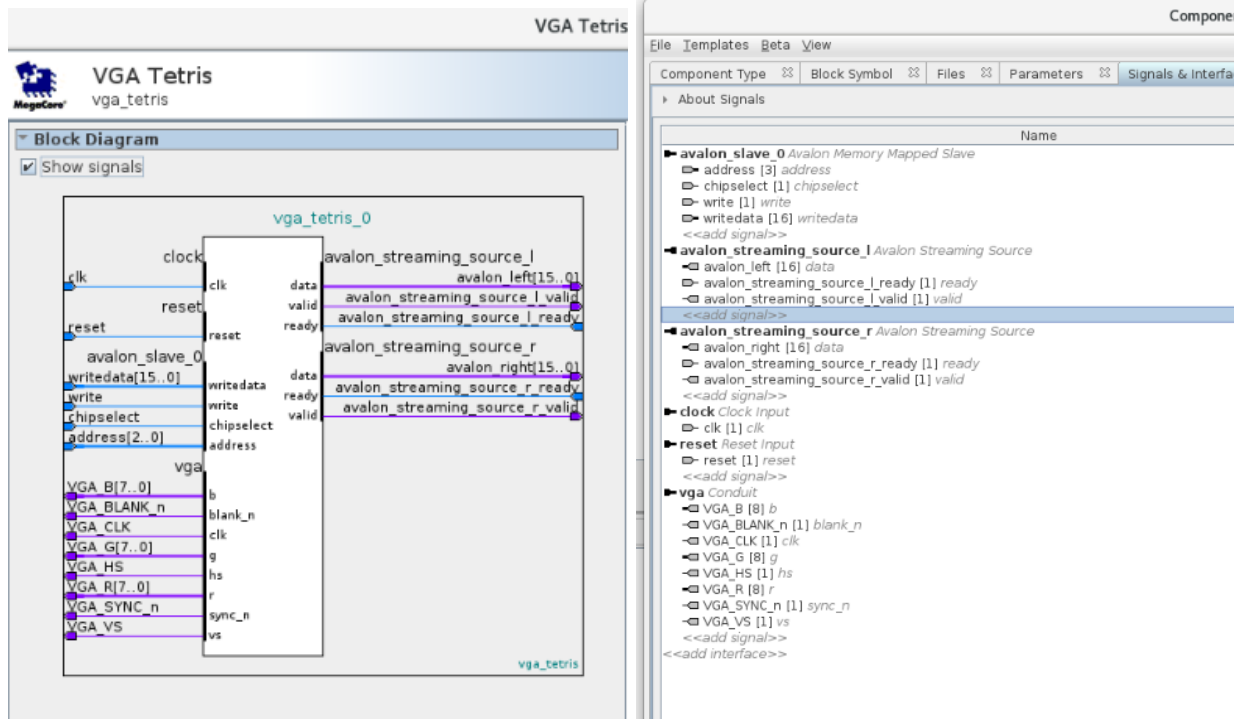 VGA Tetris
VGA Tetris
MegaCore
vga_tetris
Block Diagram
Show signals
vga_tetris_0
clock
clk
clk
reset
reset
reset
avalon_slave_0
writedata[15..0]
writedata
write
write
chipselect
chipselect
address[2..0]
address
vga
VGA_B[7..0]
b
VGA_BLANK_n
blank_n
VGA_CLK
clk
VGA_G[7..0]
g
VGA_HS
hs
VGA_R[7..0]
r
VGA_SYNC_n
sync_n
VGA_VS
vs
avalon_streaming_source_l
avalon_left[15..0]
data
avalon_streaming_source_l_valid
valid
avalon_streaming_source_l_ready
ready
avalon_streaming_source_r
avalon_right[15..0]
data
avalon_streaming_source_r_ready
ready
avalon_streaming_source_r_valid
valid
vga_tetris
Compone
File Templates Beta View
Component Type Block Symbol Files Parameters Signals & Interfa
About Signals
Name
avalon_slave_0 Avalon Memory Mapped Slave
address [3] address
chipselect [1] chipselect
write [1] write
writedata [16] writedata
<<add signal>>
avalon_streaming_source_l Avalon Streaming Source
avalon_left [16] data
avalon_streaming_source_l_ready [1] ready
avalon_streaming_source_l_valid [1] valid
<<add signal>>
avalon_streaming_source_r Avalon Streaming Source
avalon_right [16] data
avalon_streaming_source_r_ready [1] ready
avalon_streaming_source_r_valid [1] valid
<<add signal>>
clock Clock Input
clk [1] clk
reset Reset Input
reset [1] reset
<<add signal>>
vga Conduit
VGA_B [8] b
VGA_BLANK_n [1] blank_n
VGA_CLK [1] clk
VGA_G [8] g
VGA_HS [1] hs
VGA_R [8] r
VGA_SYNC_n [1] sync_n
VGA_VS [1] vs
<<add signal>>
<<add interface>>